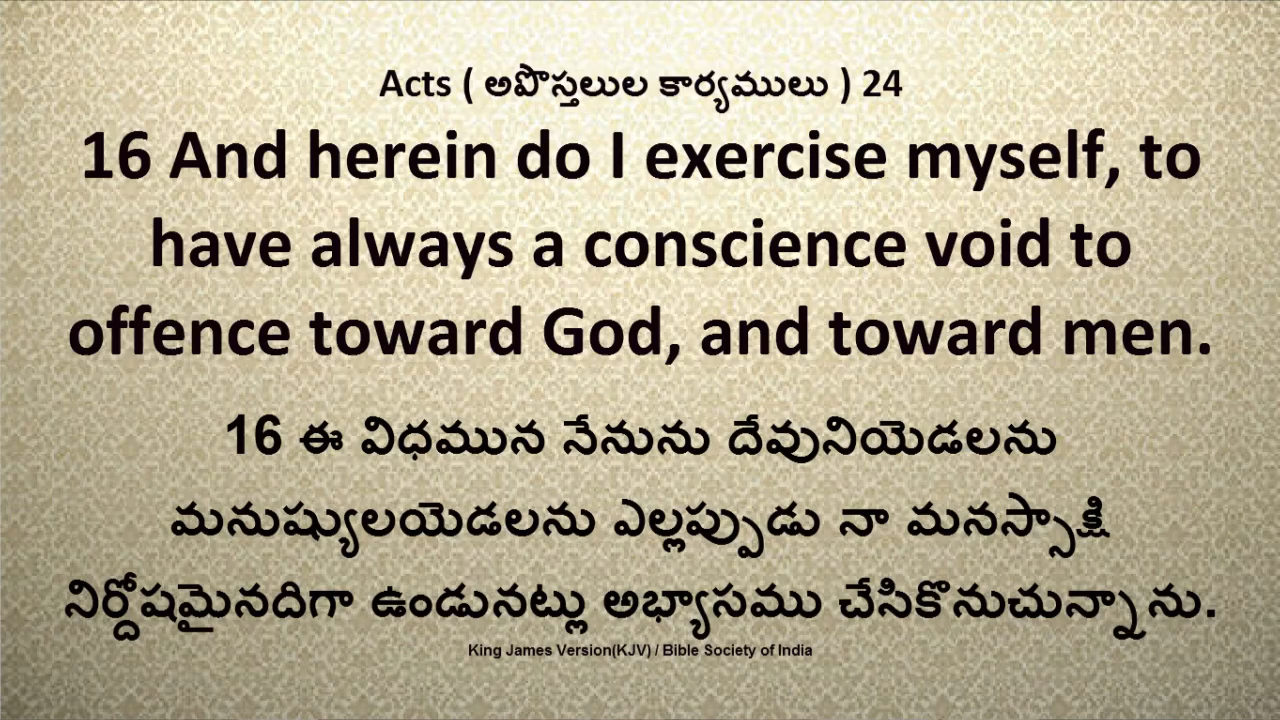 Acts ( అపొస్తలుల కార్యములు ) 24
16 And herein do I exercise myself, to
have always a conscience void to
offence toward God, and toward men.
16 ఈ విధమున నేనును దేవునియెడలను
మనుష్యులయెడలను ఎల్లప్పుడు నా మనస్సాక్షి
నిర్దోషమైనదిగా ఉండునట్లు అభ్యాసము చేసికొనుచున్నాను.
King James Version(KJV) / Bible Society of India